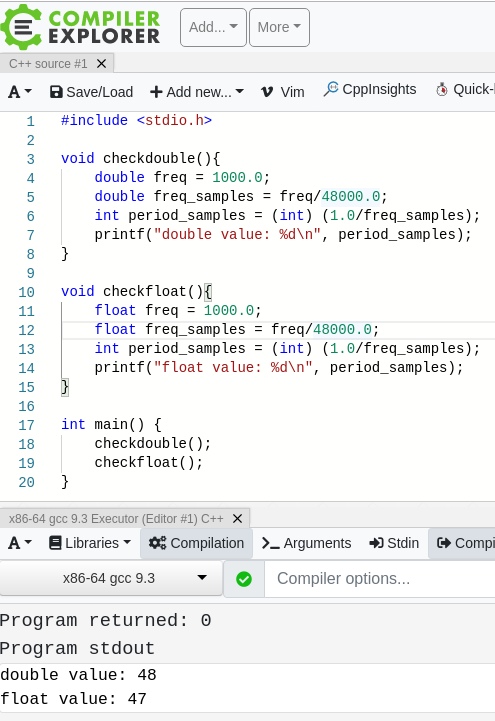 COMPILER
EXPLORER
Add...
More
C++ source #1
A
Save/Load
Add new...
Vim
CppInsights
Quick-
1 #include <stdio.h>
2
3 void checkdouble(){
4     double freq = 1000.0;
5     double freq_samples = freq/48000.0;
6     int period_samples = (int) (1.0/freq_samples);
7     printf("double value: %d\n", period_samples);
8 }
9
10 void checkfloat(){
11     float freq = 1000.0;
12     float freq_samples = freq/48000.0;
13     int period_samples = (int) (1.0/freq_samples);
14     printf("float value: %d\n", period_samples);
15 }
16
17 int main() {
18     checkdouble();
19     checkfloat();
20 }
x86-64 gcc 9.3 Executor (Editor #1) C++
A
Libraries
Compilation
Arguments
Stdin
Compi
x86-64 gcc 9.3
Compiler options...
Program returned: 0
Program stdout
double value: 48
float value: 47